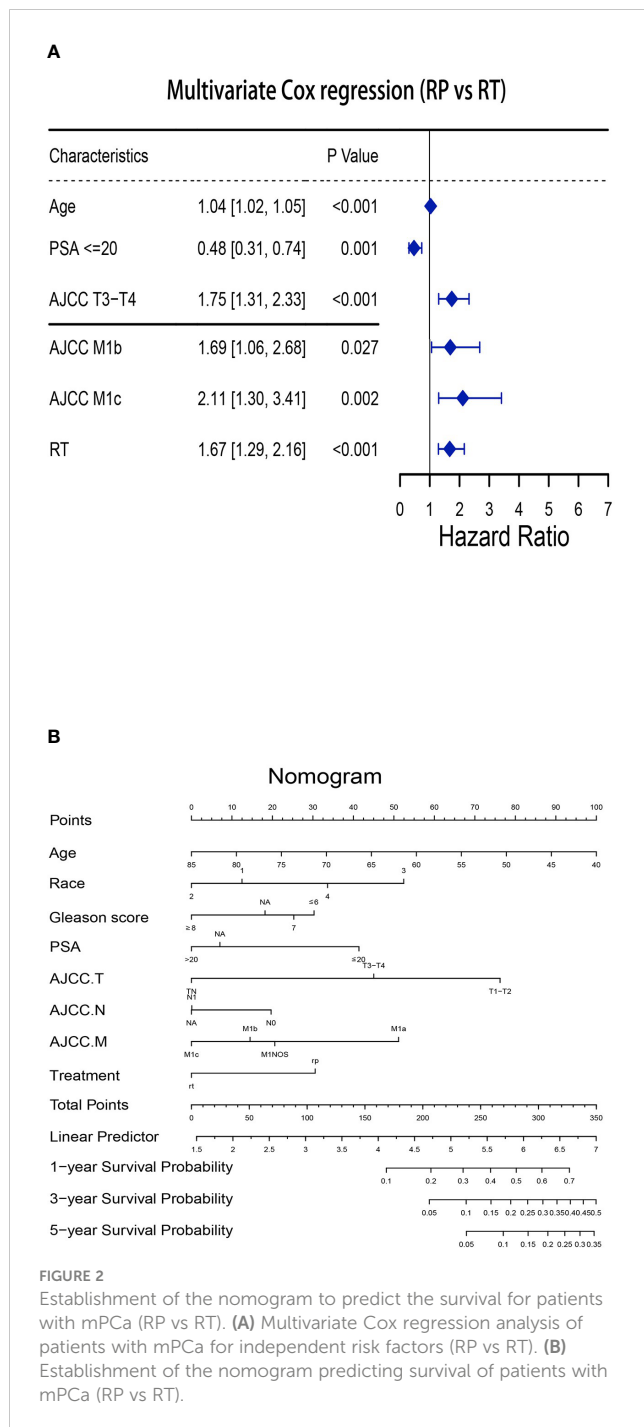 A
Multivariate Cox regression (RP vs RT)
Characteristics P Value
Age 1.04 [1.02, 1.05] <0.001
PSA <=20 0.48 [0.31, 0.74] 0.001
AJCC T3−T4 1.75 [1.31, 2.33] <0.001
AJCC M1b 1.69 [1.06, 2.68] 0.027
AJCC M1c 2.11 [1.30, 3.41] 0.002
RT 1.67 [1.29, 2.16] <0.001
0 1 2 3 4 5 6 7
Hazard Ratio
B
Nomogram
0 10 20 30 40 50 60 70 80 90 100
Points
Age
85 80 75 70 65 60 55 50 45 40
1 3
Race
2 4
NA ≤6
Gleason score
≥8 7
NA
PSA
>20 ≤20
T3−T4
AJCC.T
TN T1−T2
N1
AJCC.N
NA N0
M1b M1a
AJCC.M
M1c M1NOS
rp
Treatment
rt
Total Points
0 50 100 150 200 250 300 350
Linear Predictor
1.5 2 2.5 3 3.5 4 4.5 5 5.5 6 6.5 7
1−year Survival Probability
0.1 0.2 0.3 0.4 0.5 0.6 0.7
3−year Survival Probability
0.05 0.1 0.15 0.2 0.25 0.3 0.35 0.4 0.45 0.5
5−year Survival Probability
0.05 0.1 0.15 0.2 0.25 0.3 0.35
FIGURE 2
Establishment of the nomogram to predict the survival for patients
with mPCa (RP vs RT). (A) Multivariate Cox regression analysis of
patients with mPCa for independent risk factors (RP vs RT). (B)
Establishment of the nomogram predicting survival of patients with
mPCa (RP vs RT).